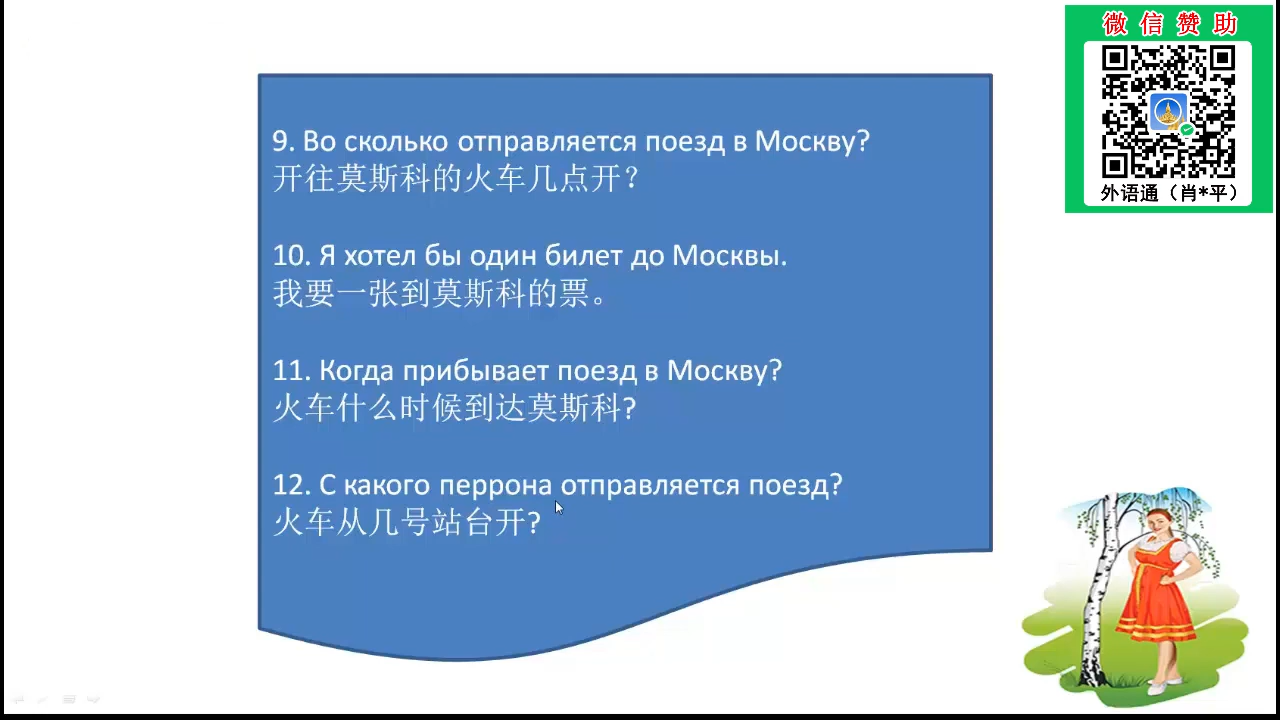 微信赞助
外语通（肖*平）
9. Во сколько отправляется поезд в Москву?
开往莫斯科的火车几点开？
10. Я хотел бы один билет до Москвы.
我要一张到莫斯科的票。
11. Когда прибывает поезд в Москву?
火车什么时候到达莫斯科?
12. С какого перрона отправляется поезд?
火车从几号站台开?